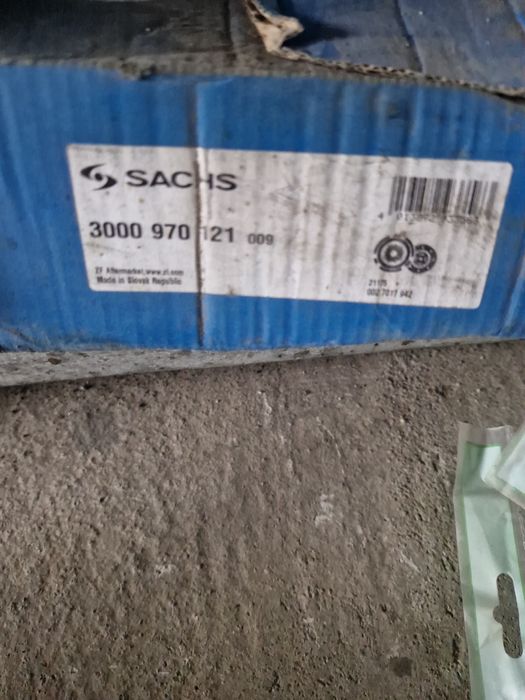 SACHS
3000 970 121 009
ZF Aftermarket, www.zf.com
Made in Slovak Republic